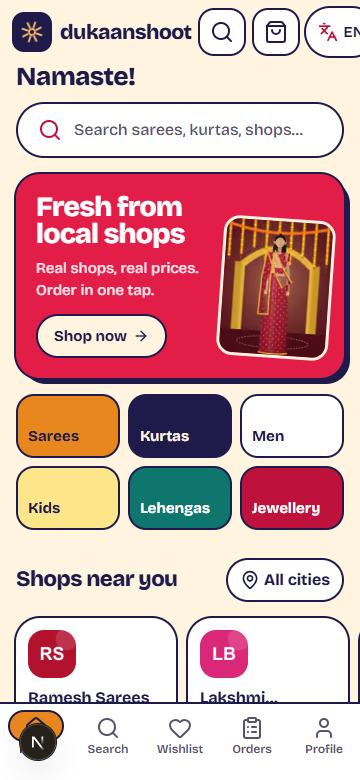 dukaanshoot
EN
Namaste!
Search sarees, kurtas, shops...
Fresh from
local shops
Real shops, real prices.
Order in one tap.
Shop now →
Sarees
Kurtas
Men
Kids
Lehengas
Jewellery
Shops near you
All cities
RS
LB
Ramesh Sarees
Lakshmi...
N
Search
Wishlist
Orders
Profile